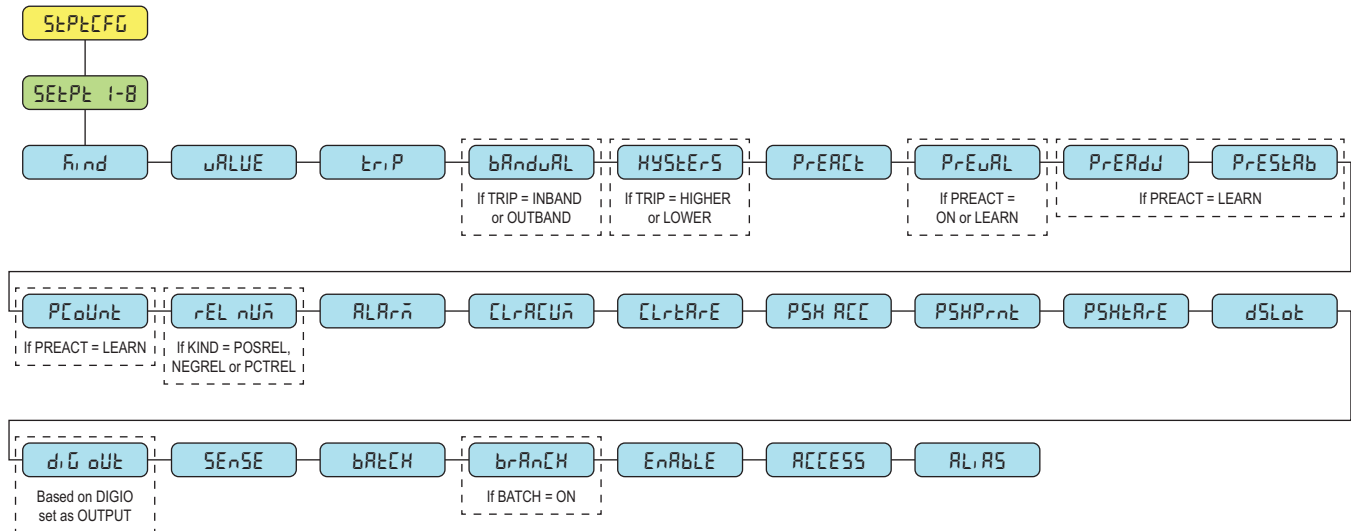 StPtCFG
SEtPt 1-8
kind
vALUE
triP
bAndvAL
HYStErS
PrEACt
PrEvAL
PrEAdJ
PrEStAb
If TRIP = INBAND
or OUTBAND
If TRIP = HIGHER
or LOWER
If PREACT =
ON or LEARN
If PREACT = LEARN
PCoUnt
rEL nUm
ALArm
CLrACUm
CLrtArE
PSH ACC
PSHPrnt
PSHtArE
dSLot
If PREACT = LEARN
If KIND = POSREL,
NEGREL or PCTREL
diG oUt
SEnSE
bAtCH
brAnCH
EnAbLE
ACCESS
ALiAS
Based on DIGIO
set as OUTPUT
If BATCH = ON